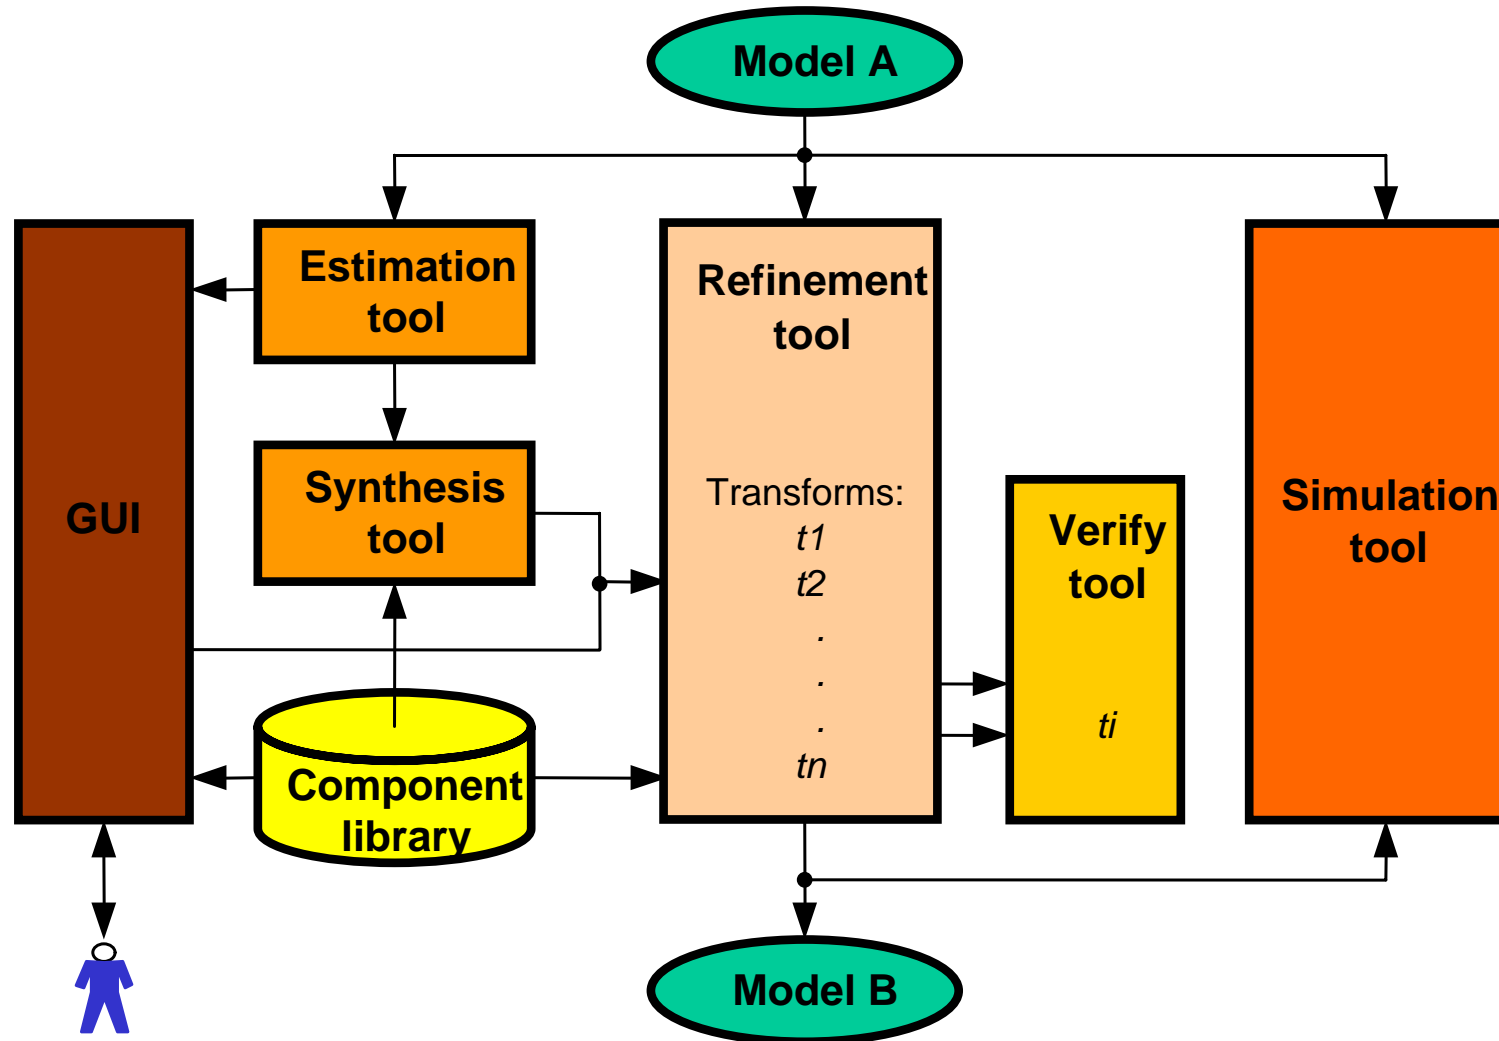 Model A
Estimation
tool
Refinement
tool
GUI
Synthesis
tool
Transforms:
t1
t2
.
.
.
tn
Verify
tool
ti
Simulation
tool
Component
library
Model B